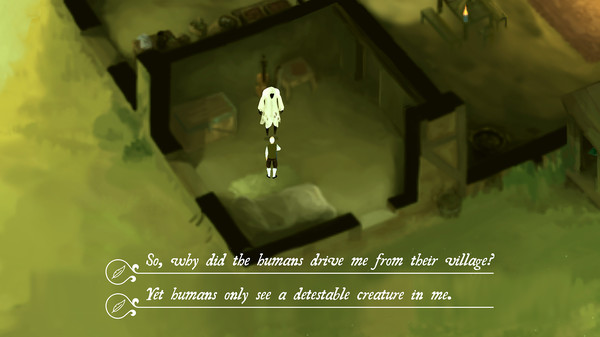 So, why did the humans drive me from their village?
Yet humans only see a detestable creature in me.